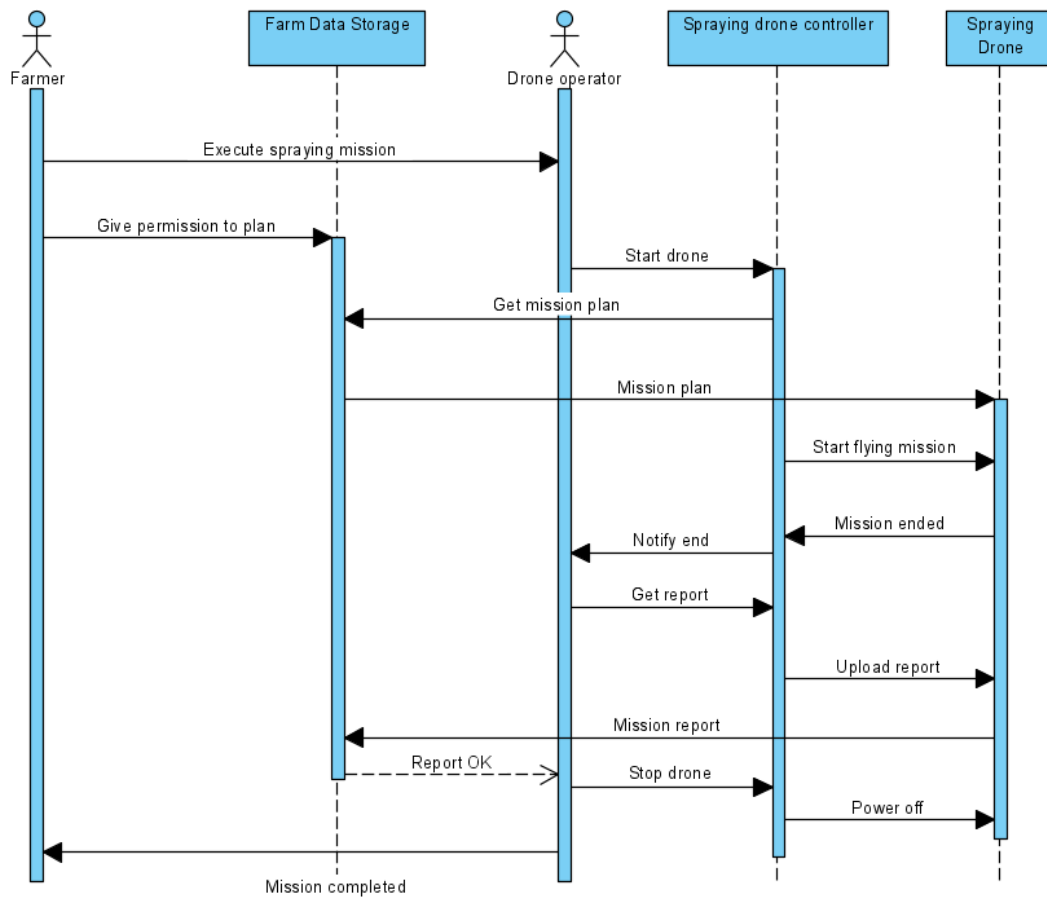 Farm Data Storage
Spraying drone controller
Spraying
Drone
Farmer
Drone operator
Execute spraying mission
Give permission to plan
Start drone
Get mission plan
Mission plan
Start flying mission
Mission ended
Notify end
Get report
Upload report
Mission report
Report OK
Stop drone
Power off
Mission completed